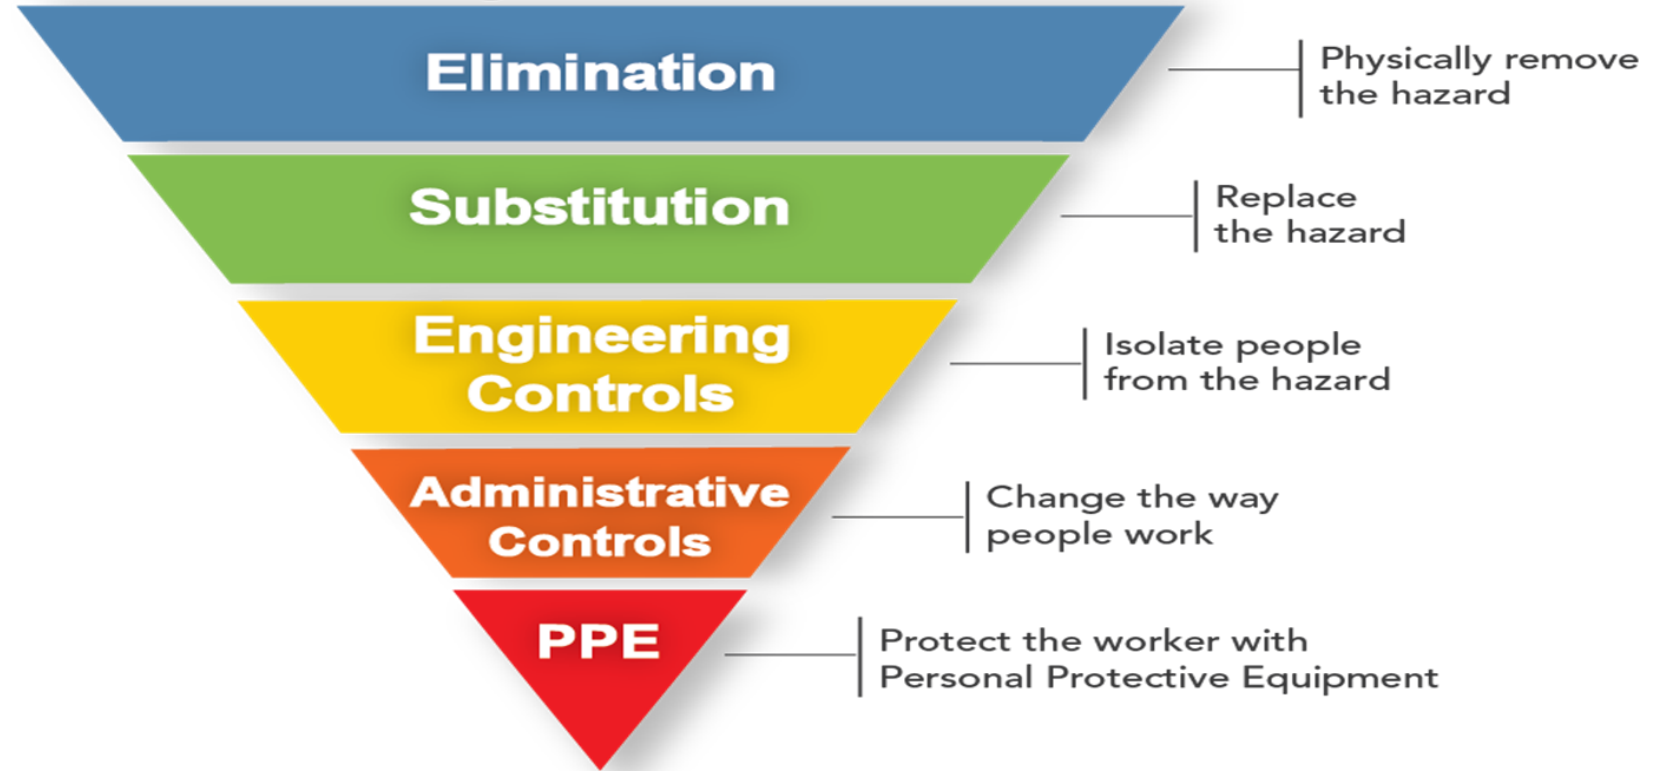 Elimination
Physically remove
the hazard
Substitution
Replace
the hazard
Engineering
Controls
Isolate people
from the hazard
Administrative
Controls
Change the way
people work
PPE
Protect the worker with
Personal Protective Equipment